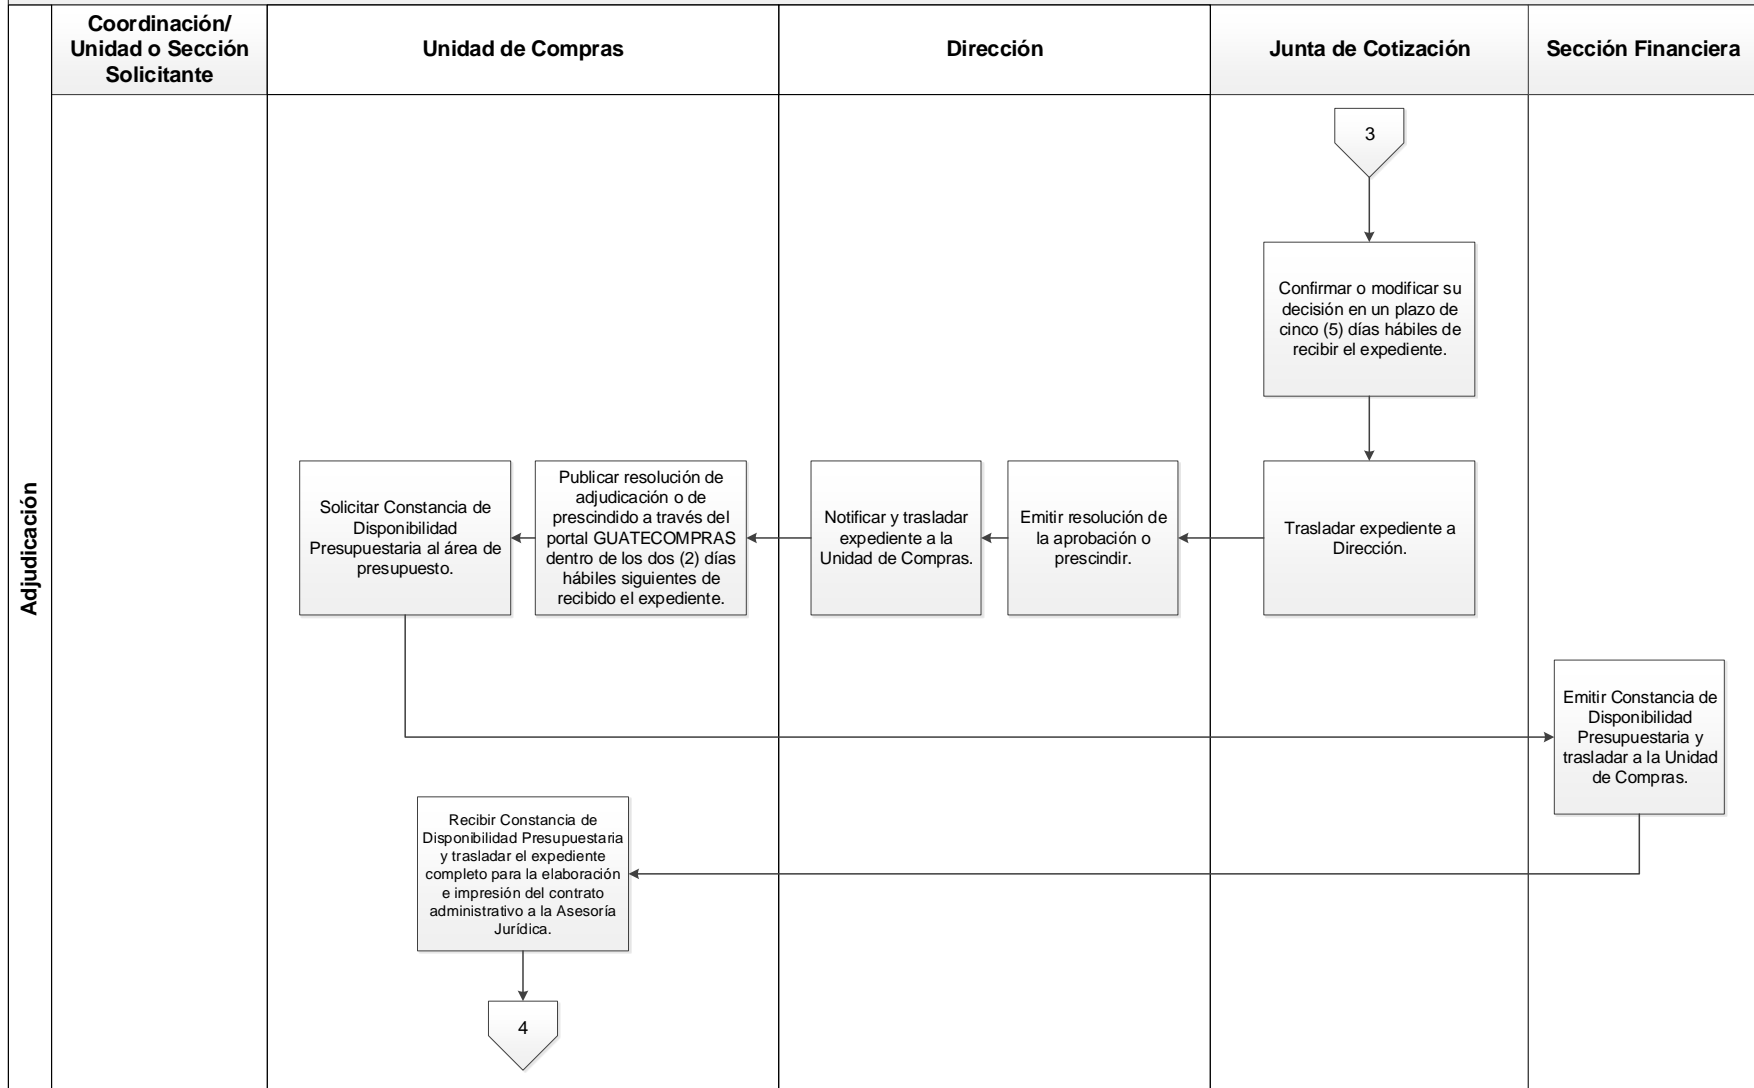 Coordinación/
Unidad o Sección
Solicitante
Unidad de Compras
Dirección
Junta de Cotización
Sección Financiera
Adjudicación
3
Confirmar o modificar su
decisión en un plazo de
cinco (5) días hábiles de
recibir el expediente.
Trasladar expediente a
Dirección.
Emitir resolución de
la aprobación o
prescindir.
Notificar y trasladar
expediente a la
Unidad de Compras.
Publicar resolución de
adjudicación o de
prescindido a través del
portal GUATECOMPRAS
dentro de los dos (2) días
hábiles siguientes de
recibido el expediente.
Solicitar Constancia de
Disponibilidad
Presupuestaria al área de
presupuesto.
Emitir Constancia de
Disponibilidad
Presupuestaria y
trasladar a la Unidad
de Compras.
Recibir Constancia de
Disponibilidad Presupuestaria
y trasladar el expediente
completo para la elaboración
e impresión del contrato
administrativo a la Asesoría
Jurídica.
4